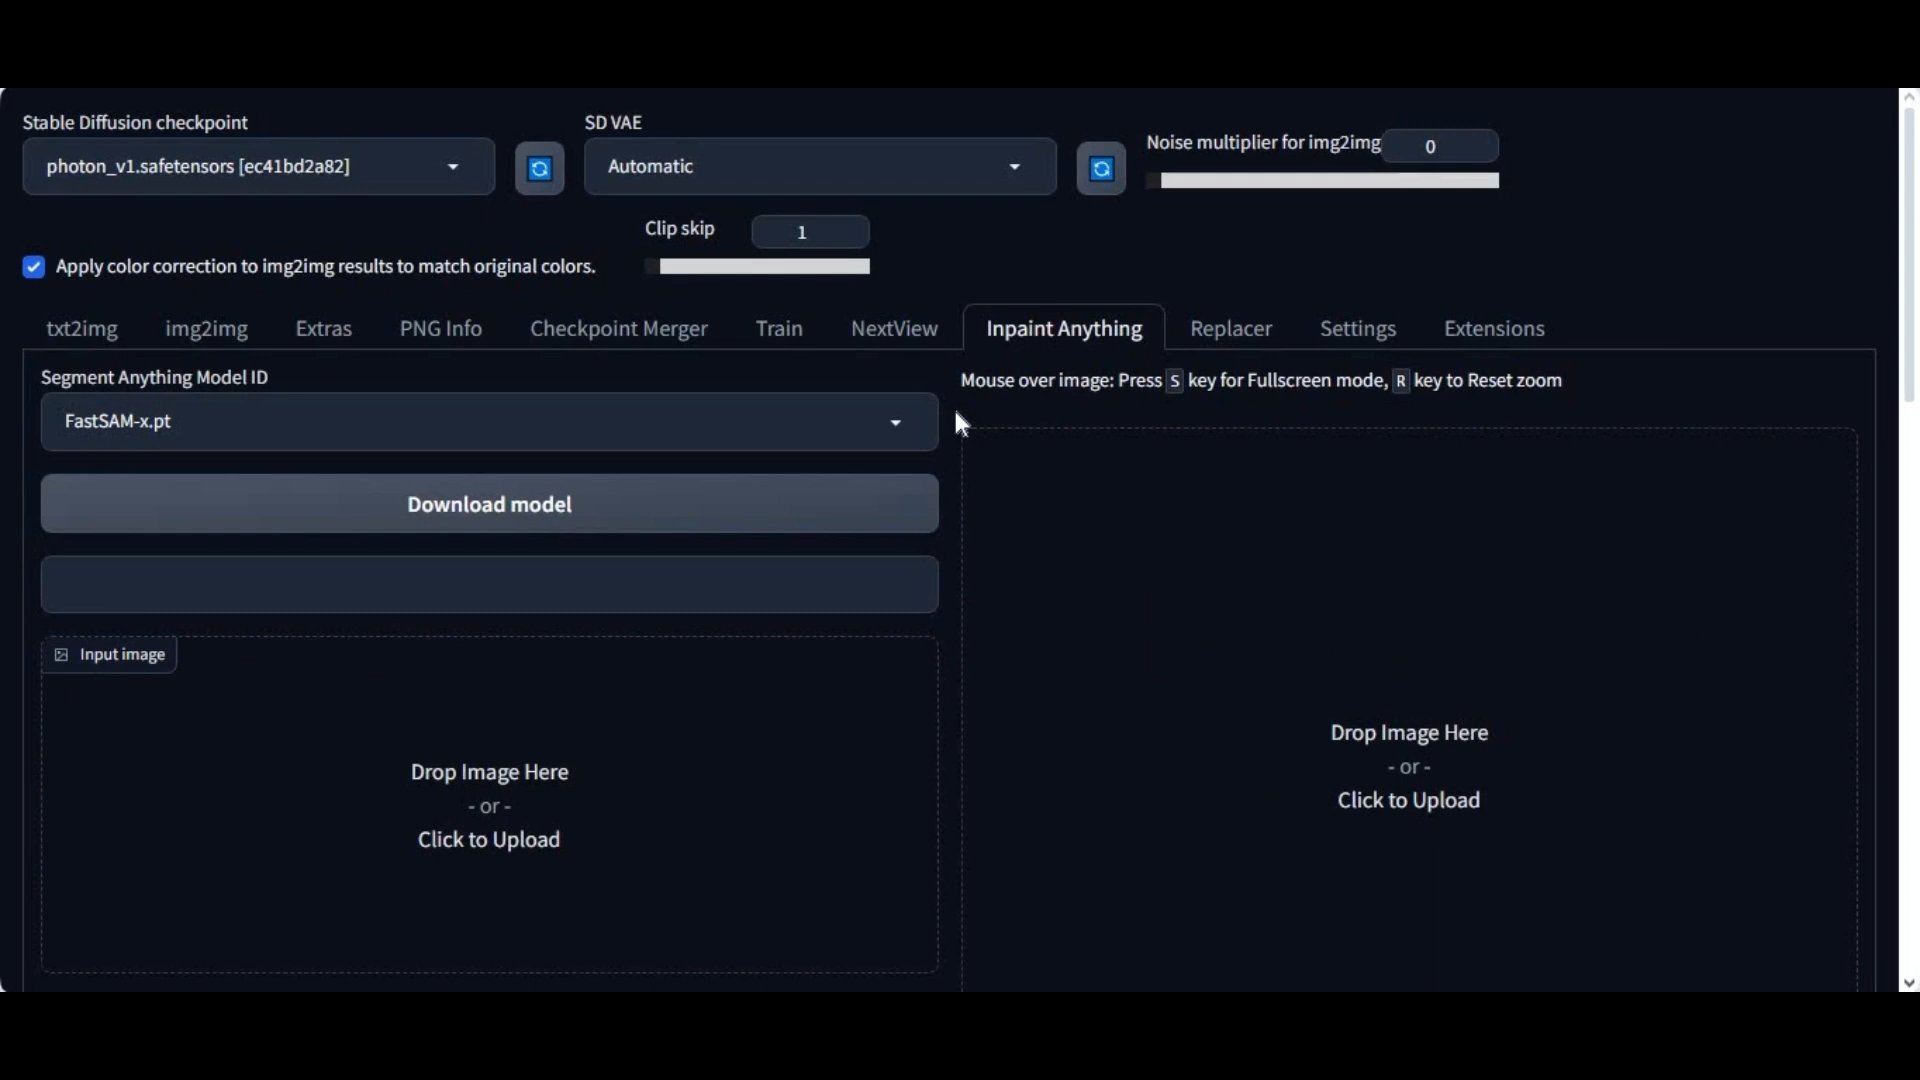 Stable Diffusion checkpoint
photon_v1.safetensors [ec41bd2a82]
SD VAE
Automatic
Noise multiplier for img2img
0
Apply color correction to img2img results to match original colors.
Clip skip
1
txt2img
img2img
Extras
PNG Info
Checkpoint Merger
Train
NextView
Inpaint Anything
Replacer
Settings
Extensions
Segment Anything Model ID
FastSAM-x.pt
Download model
Input image
Drop Image Here
- or -
Click to Upload
Mouse over image: Press S key for Fullscreen mode, R key to Reset zoom
Drop Image Here
- or -
Click to Upload